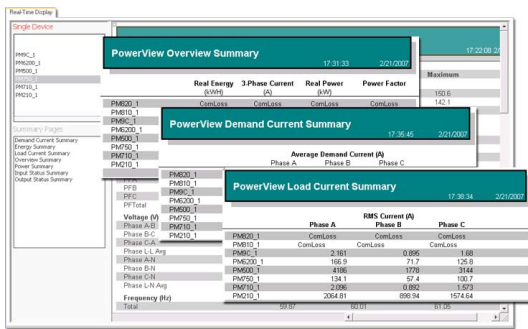 Real-Time Display
Single Device
PM9C_1
PM6200_1
PM500_1
PM750_1
PM710_1
PM210_1
Summary Pages
Demand Current Summary
Energy Summary
Load Current Summary
Overview Summary
Power Summary
Input Status Summary
Output Status Summary
17:22:08 2/
Maximum
150.6
142.1
PowerView Overview Summary
17:31:33 2/21/2007
Real Energy 3-Phase Current Real Power Power Factor
(kWH) (A) (kW)
PM820_1 ComLoss ComLoss ComLoss ComLoss
PM810_1
PM9C_1
PM6200_1
PM500_1
PM750_1
PM710_1
PM210_1
PowerView Demand Current Summary
17:35:45 2/21/2007
Average Demand Current (A)
Phase A Phase B Phase C
PM820_1
PM810_1
PM9C_1
PM6200_1
PM500_1
PM750_1
PM710_1
PM210_1
PFB
PFC
PFTotal
Voltage (V)
Phase A-B
Phase B-C
Phase C-A
Phase L-L Avg
Phase A-N
Phase B-N
Phase C-N
Phase L-N Avg
Frequency (Hz)
Total 59.87 60.01 61.05
PowerView Load Current Summary
17:38:34 2/21/2007
RMS Current (A)
Phase A Phase B Phase C
PM820_1 ComLoss ComLoss ComLoss
PM810_1 ComLoss ComLoss ComLoss
PM9C_1 2.161 0.895 1.68
PM6200_1 166.9 71.7 125.8
PM500_1 4186 1778 3144
PM750_1 134.1 57.4 100.7
PM710_1 2.096 0.892 1.573
PM210_1 2064.81 898.94 1574.64